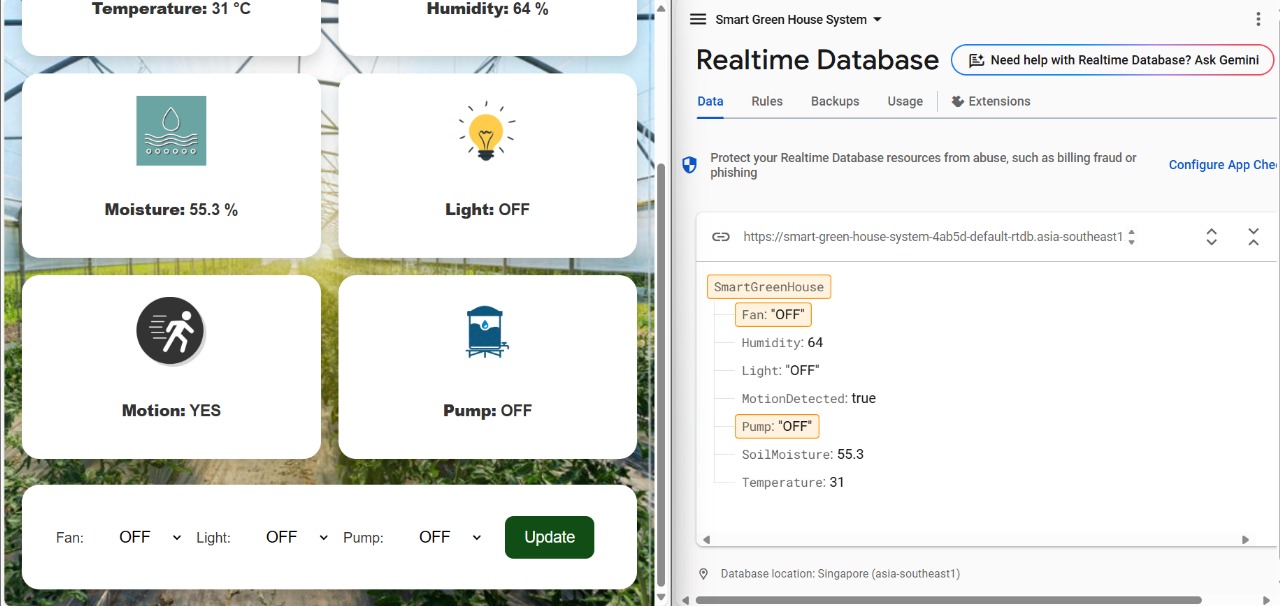 Temperature: 31 °C
Humidity: 64 %
Moisture: 55.3 %
Light: OFF
Motion: YES
Pump: OFF
Fan: OFF Light: OFF Pump: OFF Update
Smart Green House System
Realtime Database
Need help with Realtime Database? Ask Gemini
Data Rules Backups Usage Extensions
Protect your Realtime Database resources from abuse, such as billing fraud or
phishing
Configure App Che
https://smart-green-house-system-4ab5d-default-rtdb.asia-southeast1
SmartGreenHouse
Fan: "OFF"
Humidity: 64
Light: "OFF"
MotionDetected: true
Pump: "OFF"
SoilMoisture: 55.3
Temperature: 31
Database location: Singapore (asia-southeast1)